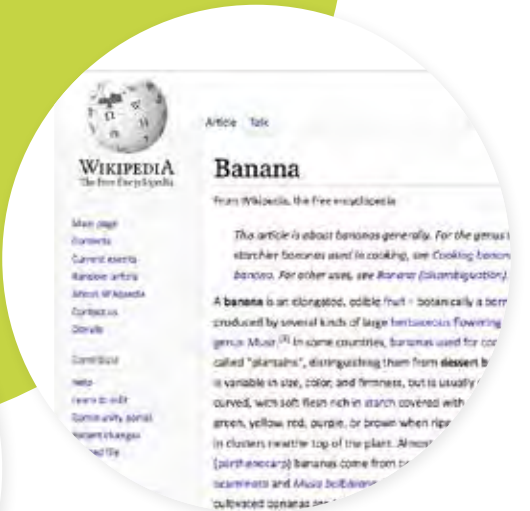 Article Talk
WIKIPEDIA
The Free Encyclopedia
Banana
From Wikipedia, the free encyclopedia
Main page
Contents
Current events
Random article
About Wikipedia
Contact us
Donate
Contribute
Help
Learn to edit
Community portal
Recent changes
This article is about bananas generally. For the genus
starchier bananas used in cooking, see Cooking
banana. For other uses, see Banana (disambiguation)
A banana is an elongated, edible fruit – botanically a
produced by several kinds of large herbaceous flowering
genus Musa.[3] In some countries, bananas used for
called "plantains", distinguishing them from dessert
is variable in size, color, and firmness, but is usually
curved, with soft flesh rich in starch covered with
green, yellow, red, purple, or brown when
in clusters near the top of the plant.
(parthenocarp) bananas come from
acuminata and Musa balbisiana
cultivated bananas